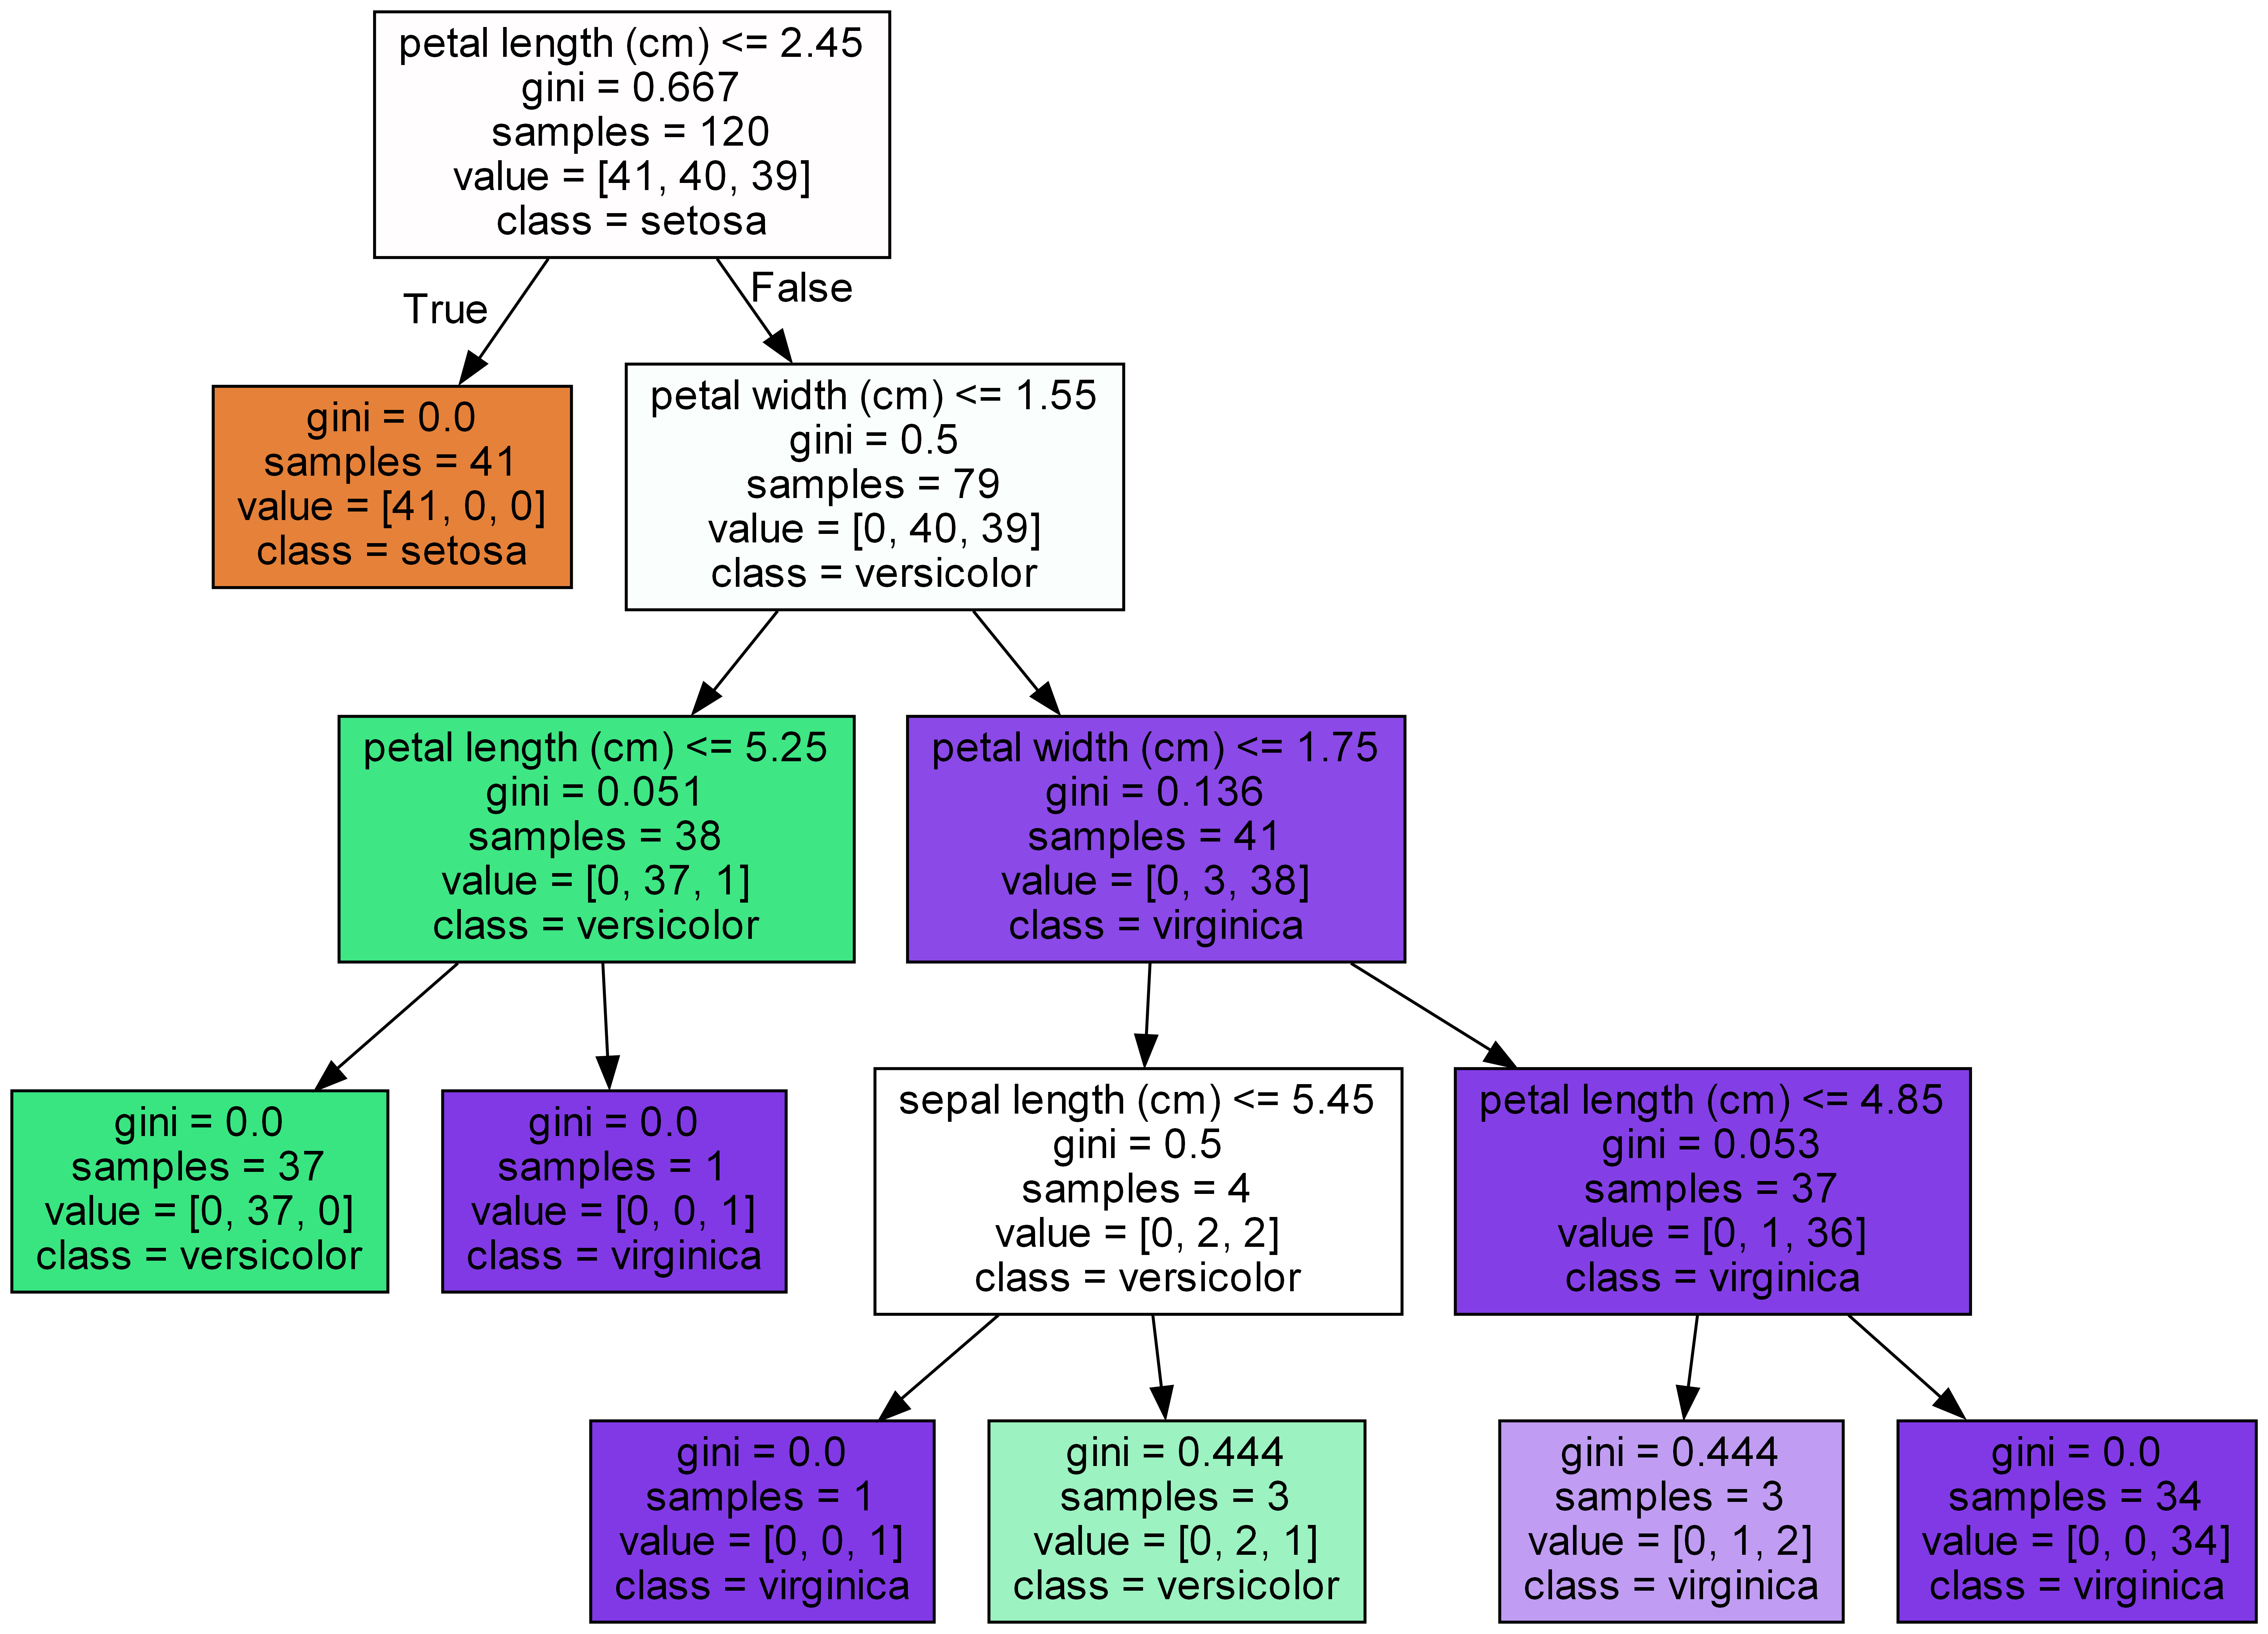 petal length (cm) <= 2.45
gini = 0.667
samples = 120
value = [41, 40, 39]
class = setosa
True
False
gini = 0.0
samples = 41
value = [41, 0, 0]
class = setosa
petal width (cm) <= 1.55
gini = 0.5
samples = 79
value = [0, 40, 39]
class = versicolor
petal length (cm) <= 5.25
gini = 0.051
samples = 38
value = [0, 37, 1]
class = versicolor
petal width (cm) <= 1.75
gini = 0.136
samples = 41
value = [0, 3, 38]
class = virginica
gini = 0.0
samples = 37
value = [0, 37, 0]
class = versicolor
gini = 0.0
samples = 1
value = [0, 0, 1]
class = virginica
sepal length (cm) <= 5.45
gini = 0.5
samples = 4
value = [0, 2, 2]
class = versicolor
petal length (cm) <= 4.85
gini = 0.053
samples = 37
value = [0, 1, 36]
class = virginica
gini = 0.0
samples = 1
value = [0, 0, 1]
class = virginica
gini = 0.444
samples = 3
value = [0, 2, 1]
class = versicolor
gini = 0.444
samples = 3
value = [0, 1, 2]
class = virginica
gini = 0.0
samples = 34
value = [0, 0, 34]
class = virginica